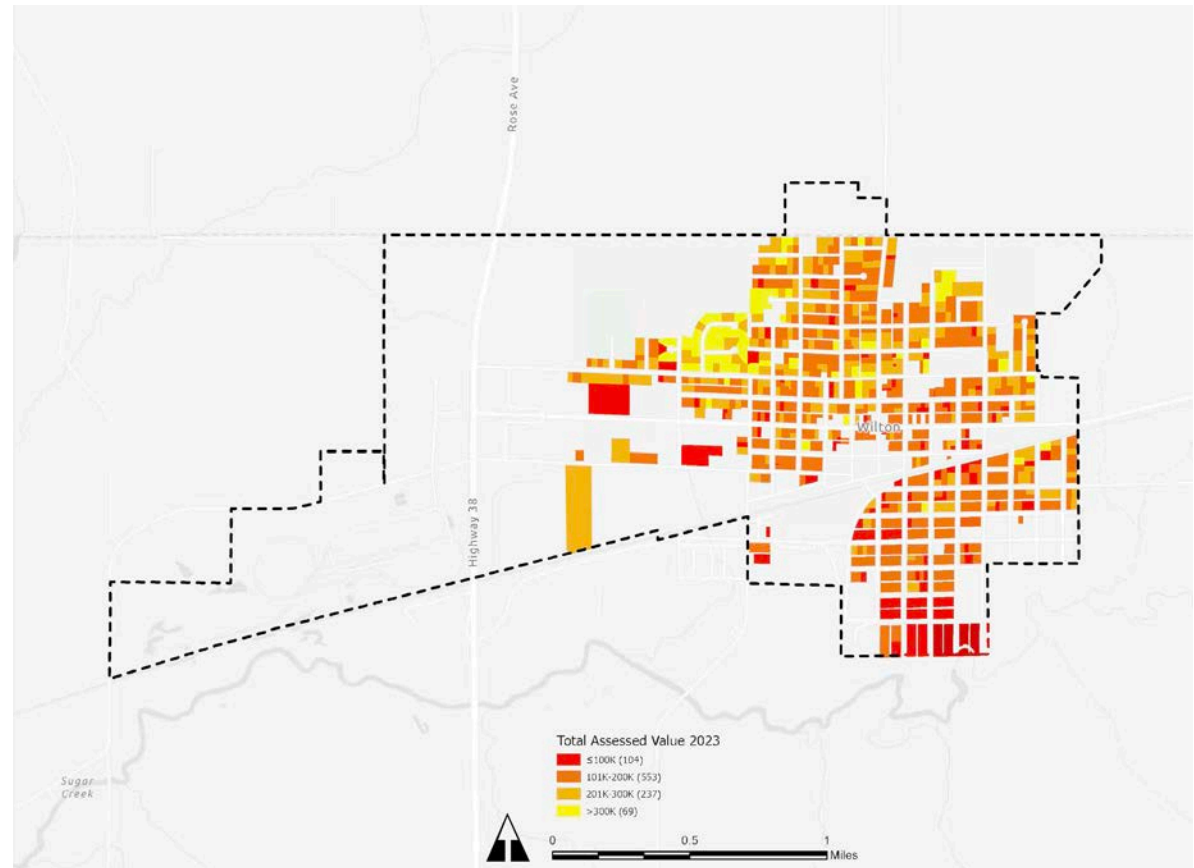 Rose Ave
Wilton
Highway 38
Total Assessed Value 2023
≤100K (104)
101K-200K (553)
201K-300K (237)
>300K (69)
Sugar
Creek
0 0.5 1
Miles